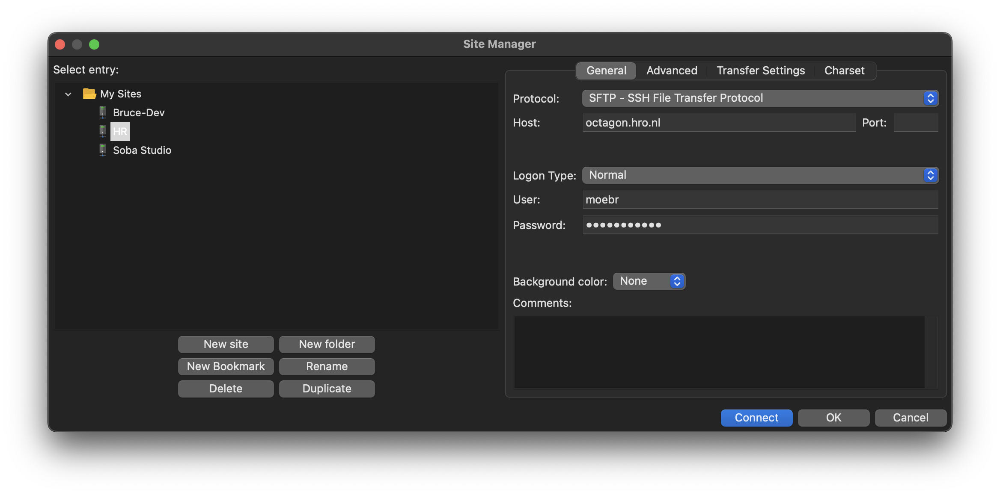 Site Manager
Select entry:
My Sites
Bruce-Dev
HR
Soba Studio
New site
New folder
New Bookmark
Rename
Delete
Duplicate
General
Advanced
Transfer Settings
Charset
Protocol:
SFTP - SSH File Transfer Protocol
Host:
octagon.hro.nl
Port:
Logon Type:
Normal
User:
moebr
Password:
●●●●●●●●●●●
Background color:
None
Comments:
Connect
OK
Cancel